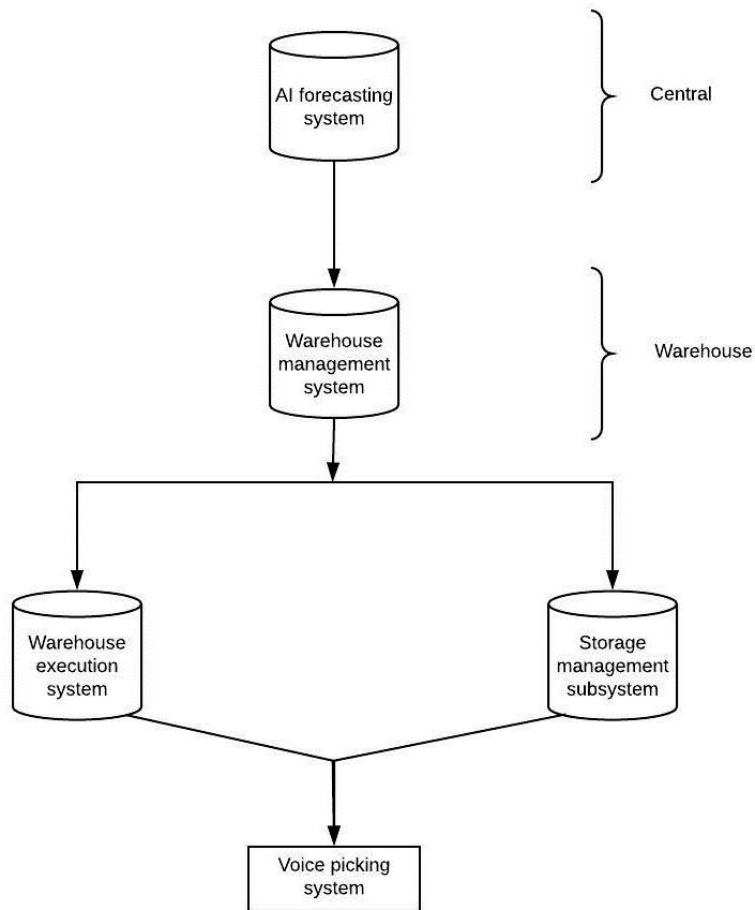 AI forecasting
system
Central
Warehouse
management
system
Warehouse
Warehouse
execution
system
Storage
management
subsystem
Voice picking
system